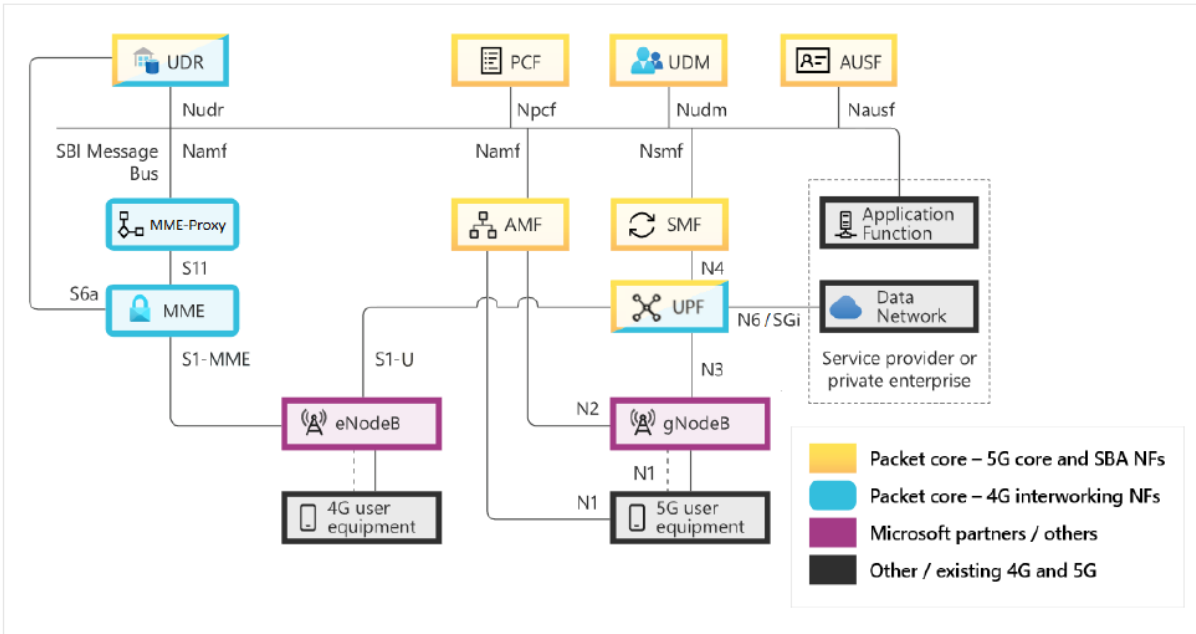 UDR
PCF
UDM
AUSF
Nudr
Npcf
Nudm
Nausf
SBI Message
Bus
Namf
Namf
Nsmf
MME-Proxy
AMF
SMF
Application
Function
S11
N4
S6a
MME
UPF
Data
Network
N6/SGi
S1-MME
S1-U
N3
Service provider or
private enterprise
eNodeB
N2
gNodeB
N1
4G user
equipment
N1
5G user
equipment
Packet core – 5G core and SBA NFs
Packet core – 4G interworking NFs
Microsoft partners / others
Other / existing 4G and 5G